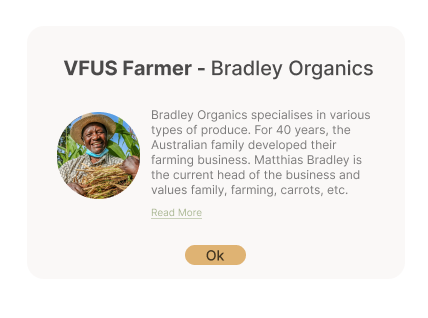 VFUS Farmer - Bradley Organics
Bradley Organics specialises in various
types of produce. For 40 years, the
Australian family developed their
farming business. Matthias Bradley is
the current head of the business and
values family, farming, carrots, etc.
Read More
Ok